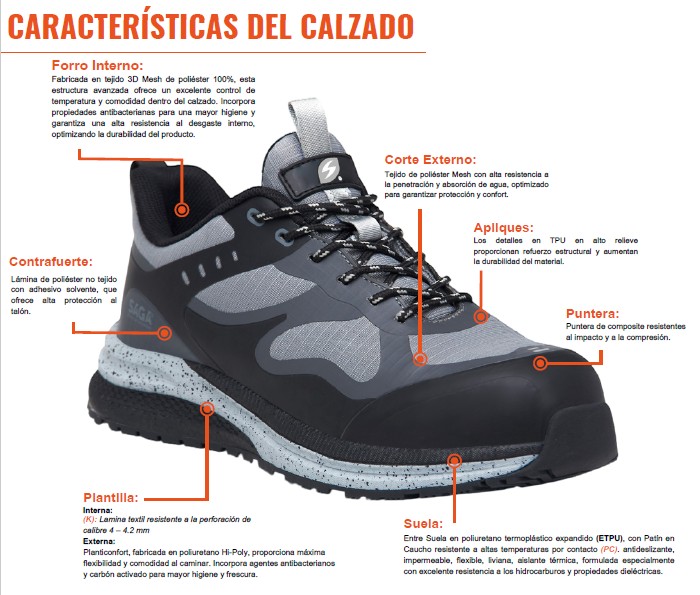 CARACTERÍSTICAS DEL CALZADO
Forro Interno:
Fabricada en tejido 3D Mesh de poliéster 100%, esta
estructura avanzada ofrece un excelente control de
temperatura y comodidad dentro del calzado. Incorpora
propiedades antibacterianas para una mayor higiene y
garantiza una alta resistencia al desgaste interno,
optimizando la durabilidad del producto.
Corte Externo:
Tejido de poliéster Mesh con alta resistencia a
la penetración y absorción de agua, optimizado
para garantizar protección y confort.
Apliques:
Los detalles en TPU en alto relieve
proporcionan refuerzo estructural y aumentan
la durabilidad del material.
Contrafuerte:
Lámina de poliéster no tejido
con adhesivo solvente, que
ofrece alta protección al
talón.
SAGA
Puntera:
Puntera de composite resistentes
al impacto y a la compresión.
Plantilla:
Interna:
(K): Lamina textil resistente a la perforación de
calibre 4 – 4.2 mm
Externa:
Planticonfort, fabricada en poliuretano Hi-Poly, proporciona máxima
flexibilidad y comodidad al caminar. Incorpora agentes antibacterianos
y carbón activado para mayor higiene y frescura.
Suela:
Entre Suela en poliuretano termoplástico expandido (ETPU), con Patín en
Caucho resistente a altas temperaturas por contacto (PC). antideslizante,
impermeable, flexible, liviana, aislante térmica, formulada especialmente
con excelente resistencia a los hidrocarburos y propiedades dieléctricas.